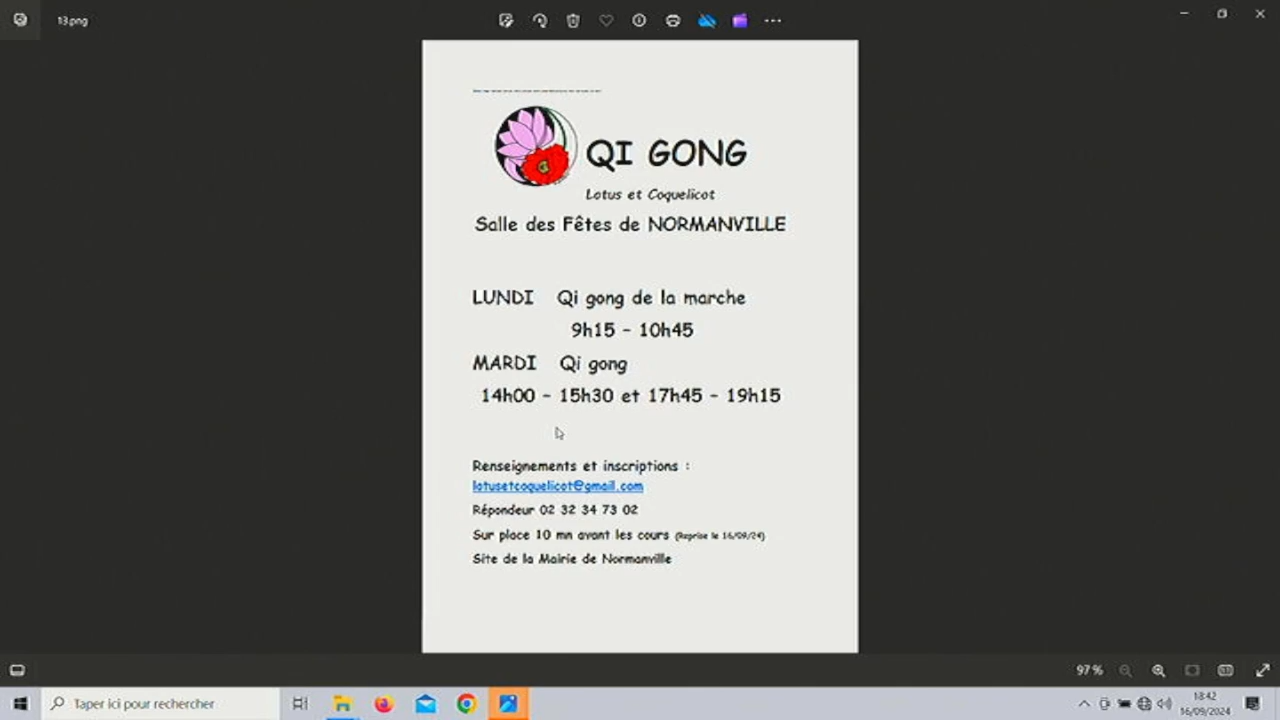 13.png
QI GONG
Lotus et Coquelicot
Salle des Fêtes de NORMANVILLE
LUNDI Qi gong de la marche
9h15 - 10h45
MARDI Qi gong
14h00 - 15h30 et 17h45 - 19h15
Renseignements et inscriptions :
lotusetcoquelicot@gmail.com
Répondeur 02 32 34 73 02
Sur place 10 mn avant les cours (Reprise le 16/09/24)
Site de la Mairie de Normanville
97 %
Taper ici pour rechercher
18:42
16/09/2024